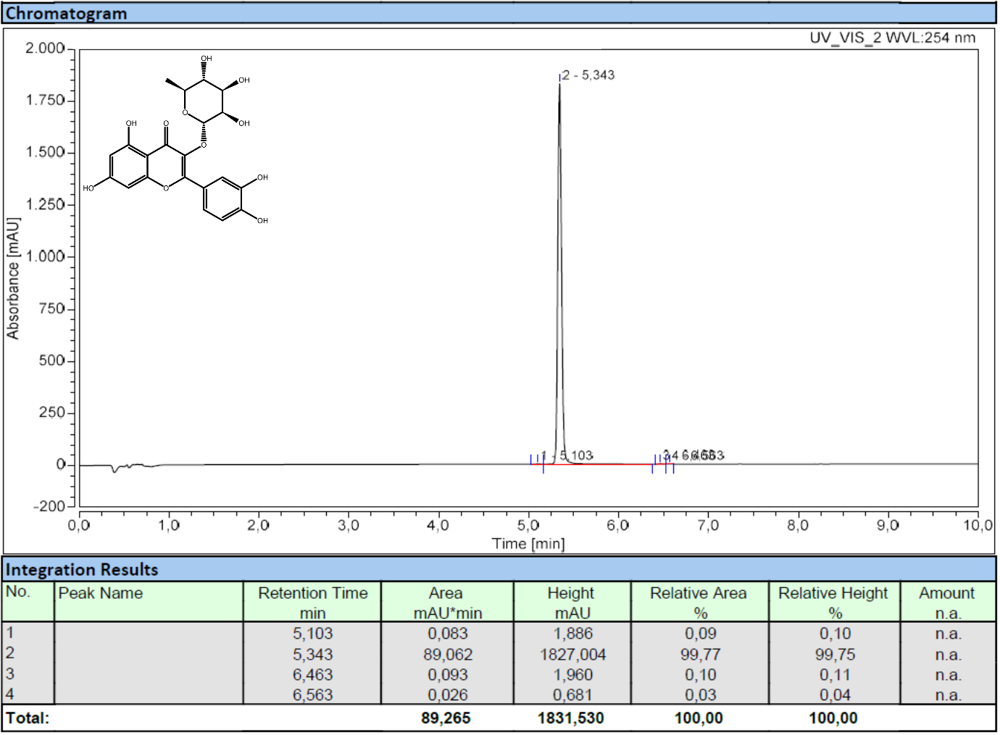 Chromatogram
UV_VIS_2 WVL:254 nm
Absorbance [mAU]
2.000
1.750
1.500
1.250
1.000
750
500
250
0
-200
OH
OH
OH
O
O
OH
O
HO
O
OH
OH
2 - 5,343
1 - 5,103
0,0 1,0 2,0 3,0 4,0 5,0 6,0 7,0 8,0 9,0 10,0
Time [min]
Integration Results
No. Peak Name Retention Time Area Height Relative Area Relative Height Amount
min mAU*min mAU % % n.a.
1 5,103 0,083 1,886 0,09 0,10 n.a.
2 5,343 89,062 1827,004 99,77 99,75 n.a.
3 6,463 0,093 1,960 0,10 0,11 n.a.
4 6,563 0,026 0,681 0,03 0,04 n.a.
Total: 89,265 1831,530 100,00 100,00